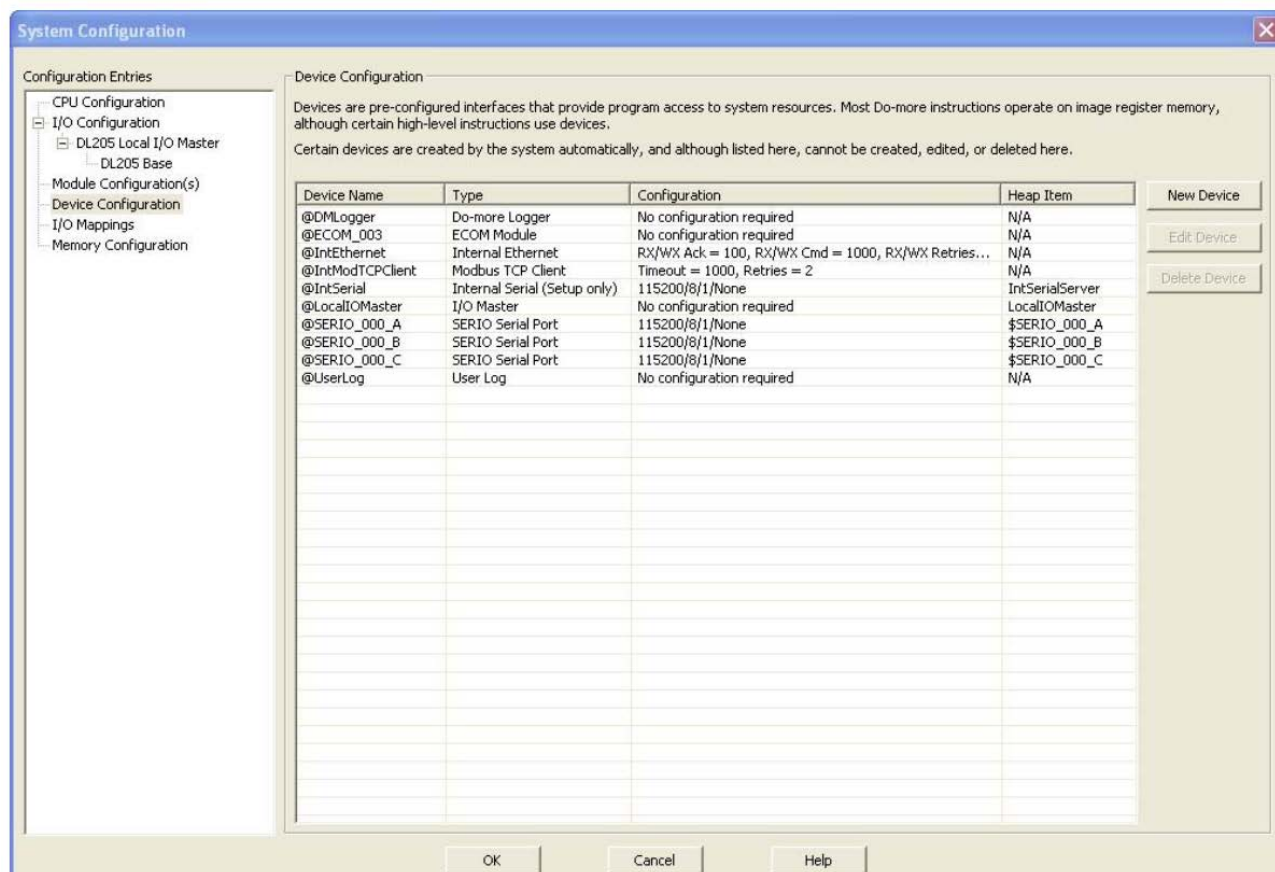 System Configuration
Configuration Entries
CPU Configuration
I/O Configuration
DL205 Local I/O Master
DL205 Base
Module Configuration(s)
Device Configuration
I/O Mappings
Memory Configuration
Device Configuration
Devices are pre-configured interfaces that provide program access to system resources. Most Do-more instructions operate on image register memory,
although certain high-level instructions use devices.
Certain devices are created by the system automatically, and although listed here, cannot be created, edited, or deleted here.
Device Name Type Configuration Heap Item
@DMLogger Do-more Logger No configuration required N/A
@ECOM_003 ECOM Module No configuration required N/A
@IntEthernet Internal Ethernet RX/WX Ack = 100, RX/WX Cmd = 1000, RX/WX Retries... N/A
@IntModTCPClient Modbus TCP Client Timeout = 1000, Retries = 2 N/A
@IntSerial Internal Serial (Setup only) 115200/8/1/None IntSerialServer
@LocalIOMaster I/O Master No configuration required LocalIOMaster
@SERIO_000_A SERIO Serial Port 115200/8/1/None $SERIO_000_A
@SERIO_000_B SERIO Serial Port 115200/8/1/None $SERIO_000_B
@SERIO_000_C SERIO Serial Port 115200/8/1/None $SERIO_000_C
@UserLog User Log No configuration required N/A
New Device
Edit Device
Delete Device
OK Cancel Help